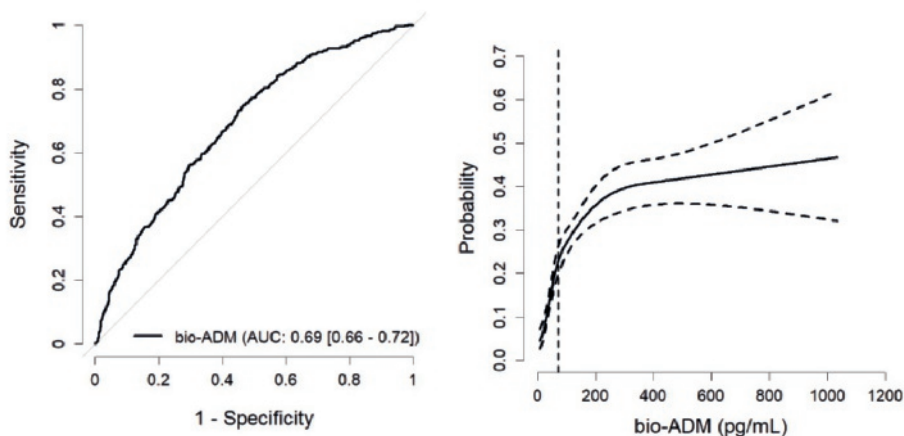 Sensitivity
1
0.8
0.6
0.4
0.2
0
bio-ADM (AUC: 0.69 [0.66 - 0.72])
0 0.2 0.4 0.6 0.8 1
1 - Specificity
Probability
0.7
0.6
0.5
0.4
0.3
0.2
0.1
0.0
0 200 400 600 800 1000 1200
bio-ADM (pg/mL)